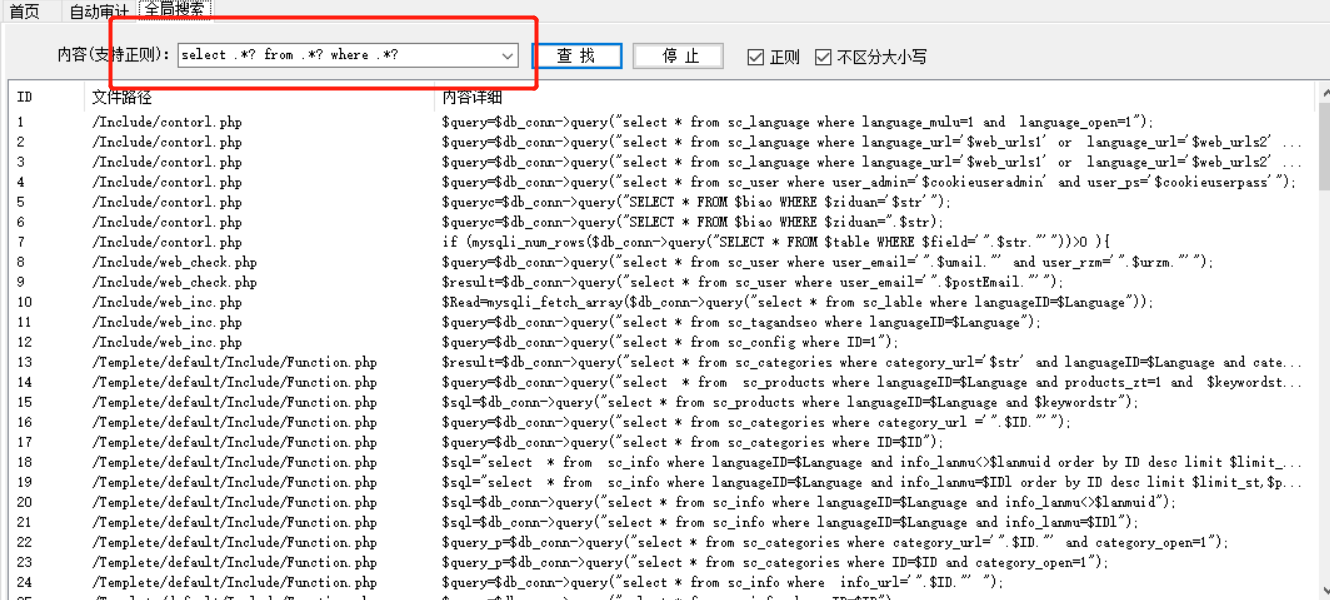 首页 自动审计 全局搜索
内容(支持正则): select .*? from .*? where .*? 查 找 停 止 正则 不区分大小写
ID 文件路径 内容详细
1 /Include/contorl.php $query=$db_conn->query("select * from sc_language where language_mulu=1 and  language_open=1");
2 /Include/contorl.php $query=$db_conn->query("select * from sc_language where language_url='$web_urls1' or  language_url='$web_urls2' ...
3 /Include/contorl.php $query=$db_conn->query("select * from sc_language where language_url='$web_urls1' or  language_url='$web_urls2' ...
4 /Include/contorl.php $query=$db_conn->query("select * from sc_user where user_admin='$cookieuseradmin' and user_ps='$cookieuserpass'");
5 /Include/contorl.php $queryc=$db_conn->query("SELECT * FROM $biao WHERE $ziduan='$str'");
6 /Include/contorl.php $queryc=$db_conn->query("SELECT * FROM $biao WHERE $ziduan=".$str);
7 /Include/contorl.php if (mysqli_num_rows($db_conn->query("SELECT * FROM $table WHERE $field='".$str."'"))>0 ){
8 /Include/web_check.php $query=$db_conn->query("select * from sc_user where user_email='".$umail."' and user_rzm='".$urzm."'");
9 /Include/web_check.php $result=$db_conn->query("select * from sc_user where user_email='".$postEmail."'");
10 /Include/web_inc.php $Read=mysqli_fetch_array($db_conn->query("select * from sc_lable where languageID=$Language"));
11 /Include/web_inc.php $query=$db_conn->query("select * from sc_tagandseo where languageID=$Language");
12 /Include/web_inc.php $query=$db_conn->query("select * from sc_config where ID=1");
13 /Templete/default/Include/Function.php $result=$db_conn->query("select * from sc_categories where category_url='$str' and languageID=$Language and cate...
14 /Templete/default/Include/Function.php $query=$db_conn->query("select  * from  sc_products where languageID=$Language and products_zt=1 and  $keywordst...
15 /Templete/default/Include/Function.php $sql=$db_conn->query("select * from sc_products where languageID=$Language and $keywordstr");
16 /Templete/default/Include/Function.php $query=$db_conn->query("select * from sc_categories where category_url ='".$ID."'");
17 /Templete/default/Include/Function.php $query=$db_conn->query("select * from sc_categories where ID=$ID");
18 /Templete/default/Include/Function.php $sql="select  * from  sc_info where languageID=$Language and info_lanmu<>$lanmuid order by ID desc limit $limit_...
19 /Templete/default/Include/Function.php $sql="select  * from  sc_info where languageID=$Language and info_lanmu=$IDl order by ID desc limit $limit_st,$p...
20 /Templete/default/Include/Function.php $sql=$db_conn->query("select * from sc_info where languageID=$Language and info_lanmu<>$lanmuid");
21 /Templete/default/Include/Function.php $sql=$db_conn->query("select * from sc_info where languageID=$Language and info_lanmu=$IDl");
22 /Templete/default/Include/Function.php $query_p=$db_conn->query("select * from sc_categories where category_url='".$ID."' and category_open=1");
23 /Templete/default/Include/Function.php $query_p=$db_conn->query("select * from sc_categories where ID=$ID and category_open=1");
24 /Templete/default/Include/Function.php $query=$db_conn->query("select * from sc_info where  info_url='".$ID."' ");